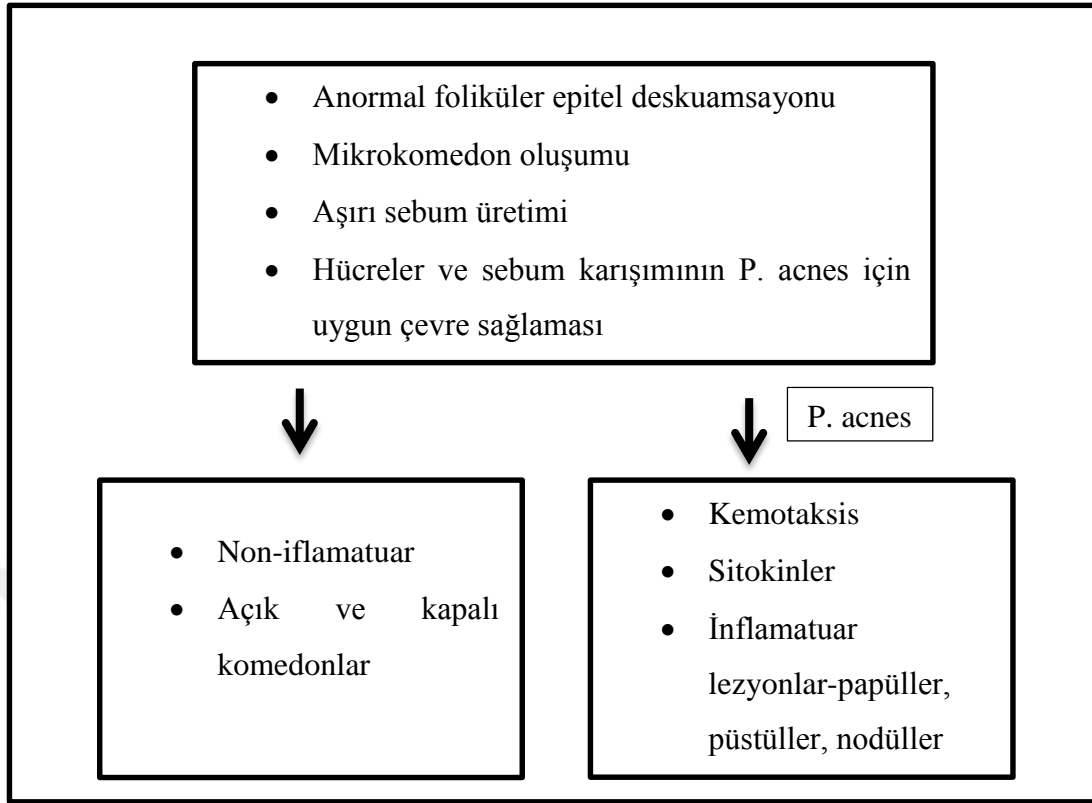 • Anormal foliküler epitel deskuamsayonu
• Mikrokomedon oluşumu
• Aşırı sebum üretimi
• Hücreler ve sebum karışımının P. acnes için
uygun çevre sağlaması
P. acnes
• Non-iflamatuar
• Açık ve kapalı
komedonlar
• Kemotaksis
• Sitokinler
• İnflamatuar
lezyonlar-papüller,
püstüller, nodüller